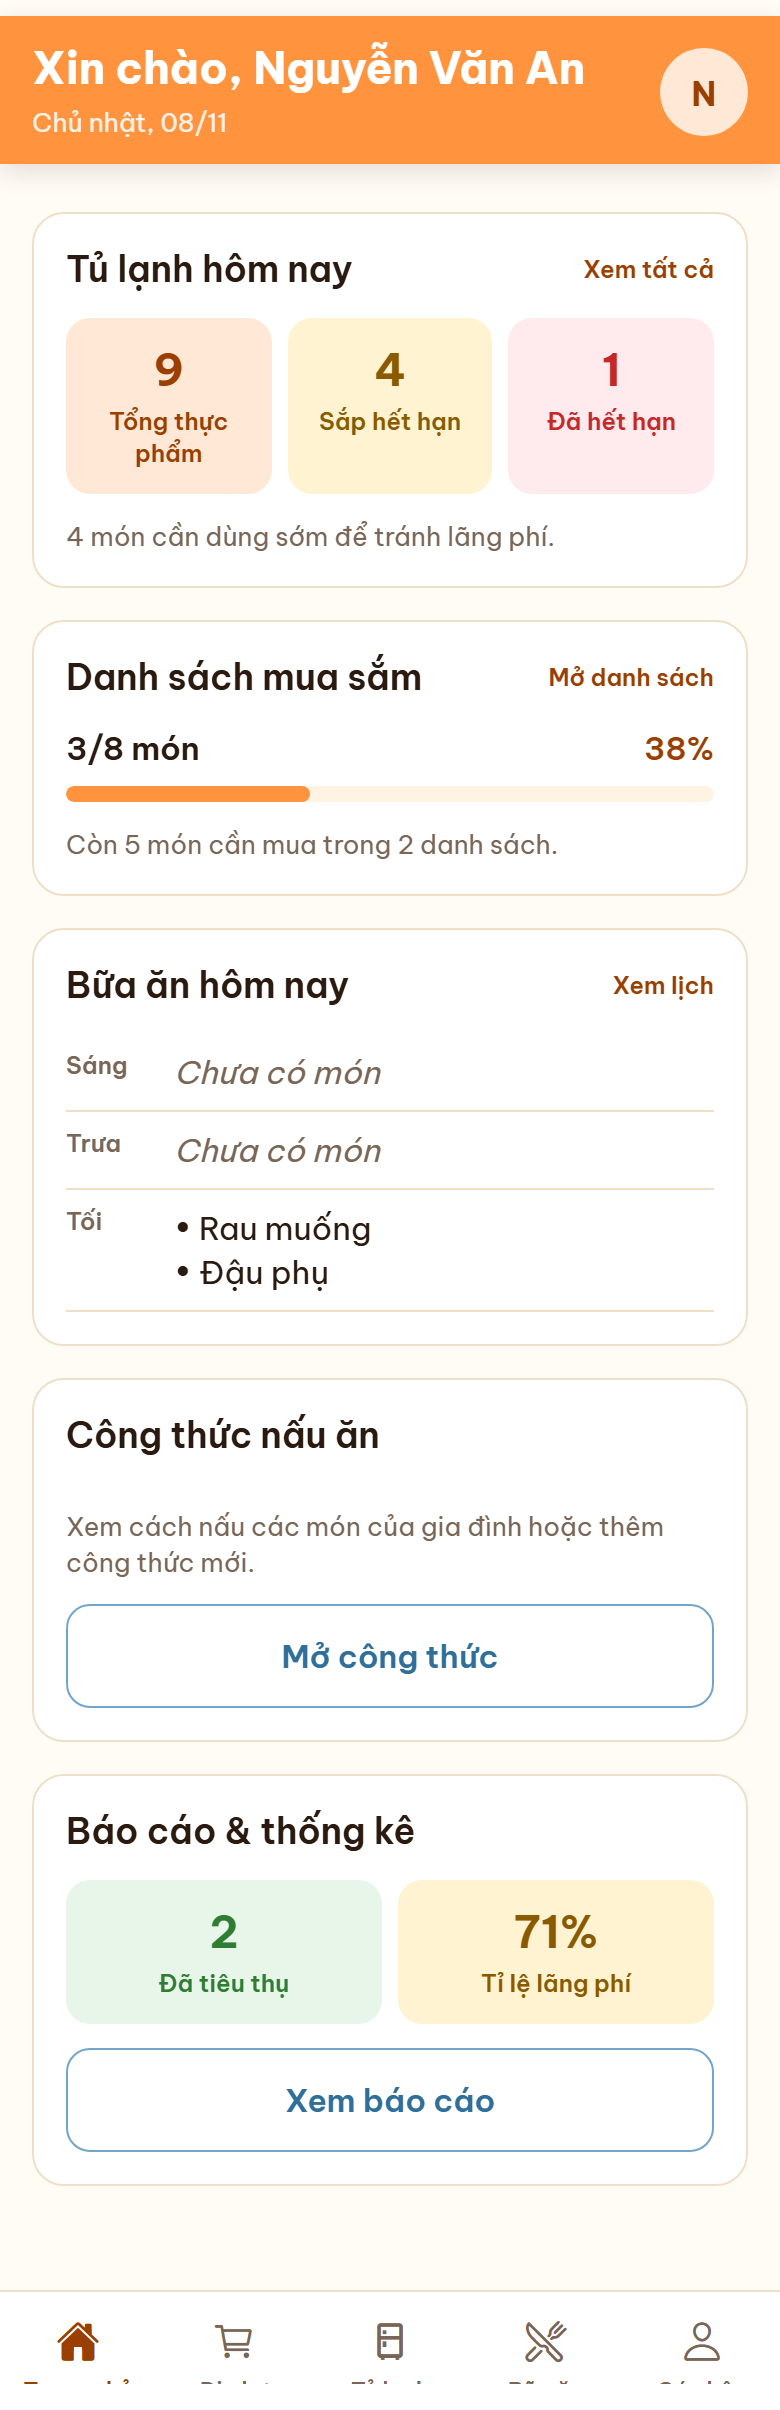 Xin chào, Nguyễn Văn An
Chủ nhật, 08/11
N
Tủ lạnh hôm nay
Xem tất cả
9
Tổng thực
phẩm
4
Sắp hết hạn
1
Đã hết hạn
4 món cần dùng sớm để tránh lãng phí.
Danh sách mua sắm
Mở danh sách
3/8 món
38%
Còn 5 món cần mua trong 2 danh sách.
Bữa ăn hôm nay
Xem lịch
Sáng
Chưa có món
Trưa
Chưa có món
Tối
• Rau muống
• Đậu phụ
Công thức nấu ăn
Xem cách nấu các món của gia đình hoặc thêm
công thức mới.
Mở công thức
Báo cáo & thống kê
2
Đã tiêu thụ
71%
Tỉ lệ lãng phí
Xem báo cáo